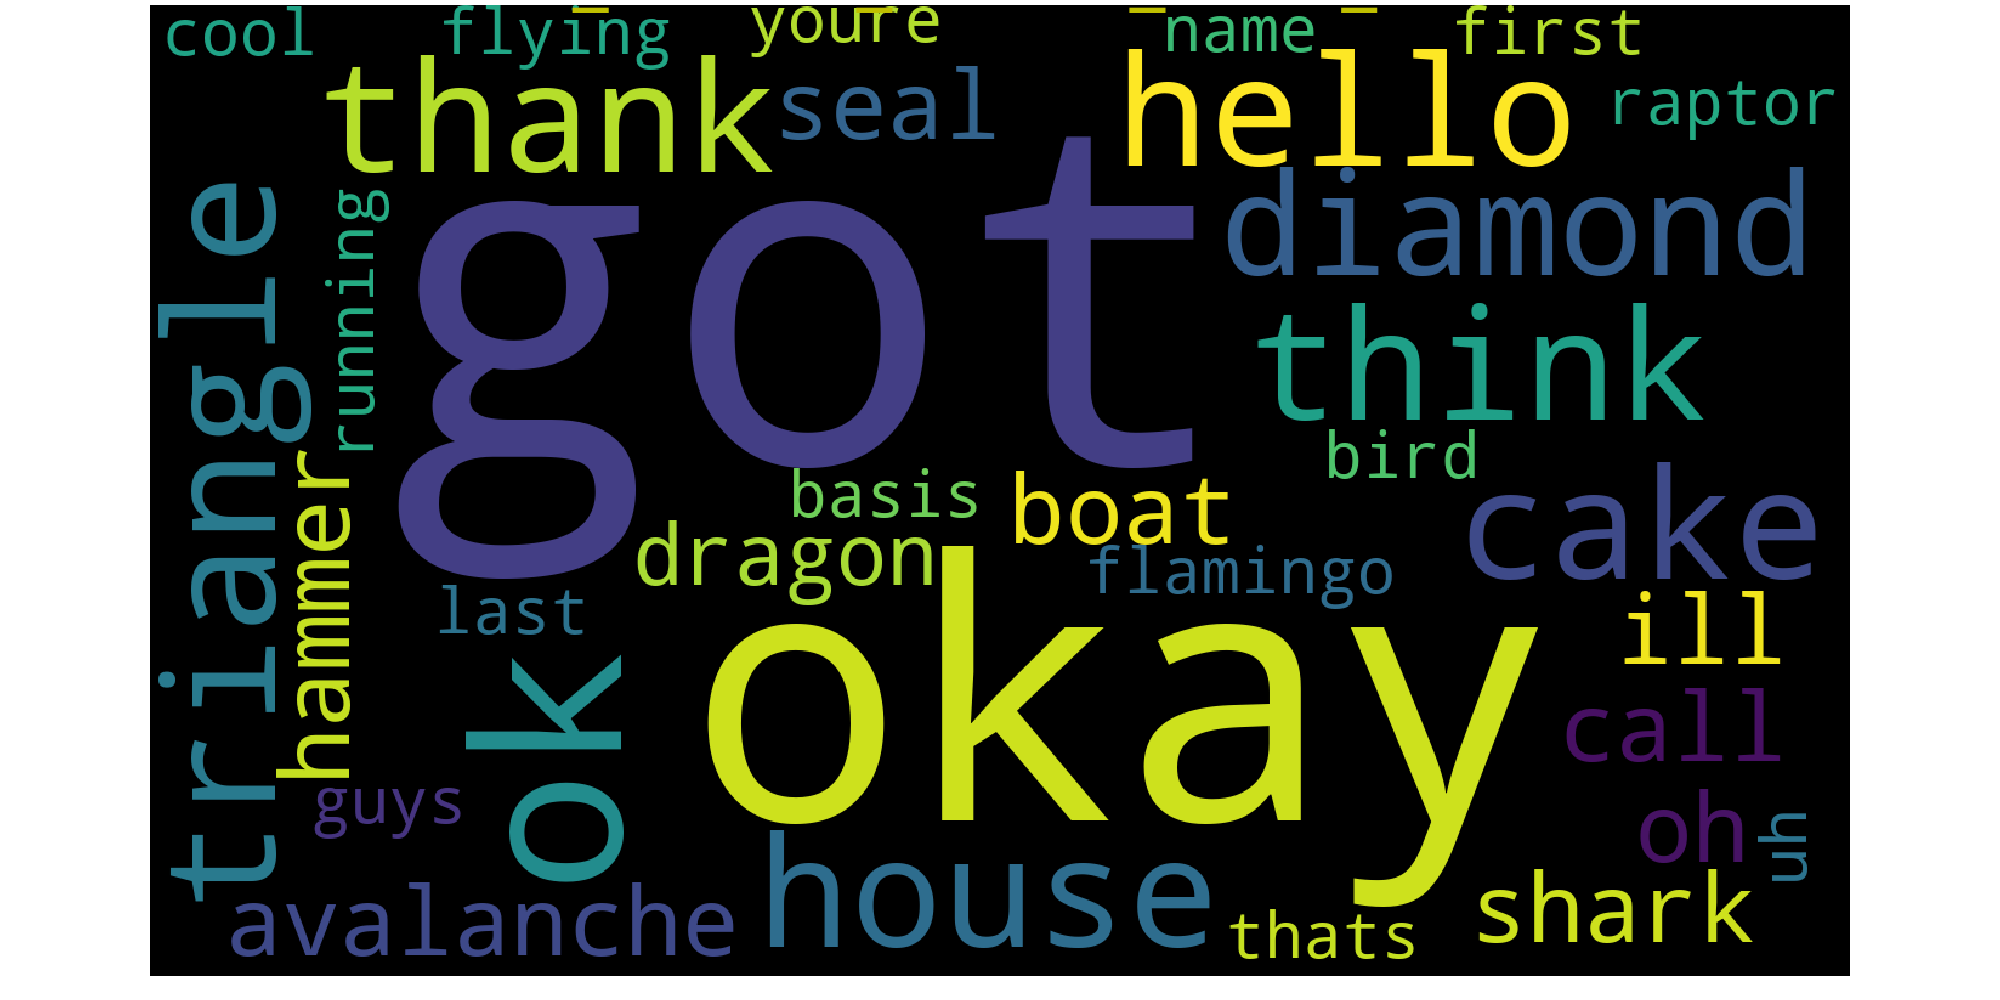 cool
flying
youre
name
first
thank
seal
hello
raptor
got
diamond
triangle
running
think
bird
hammer
basis
boat
cake
dragon
flamingo
last
ok
okay
ill
call
guys
oh
uh
house
avalanche
thats
shark